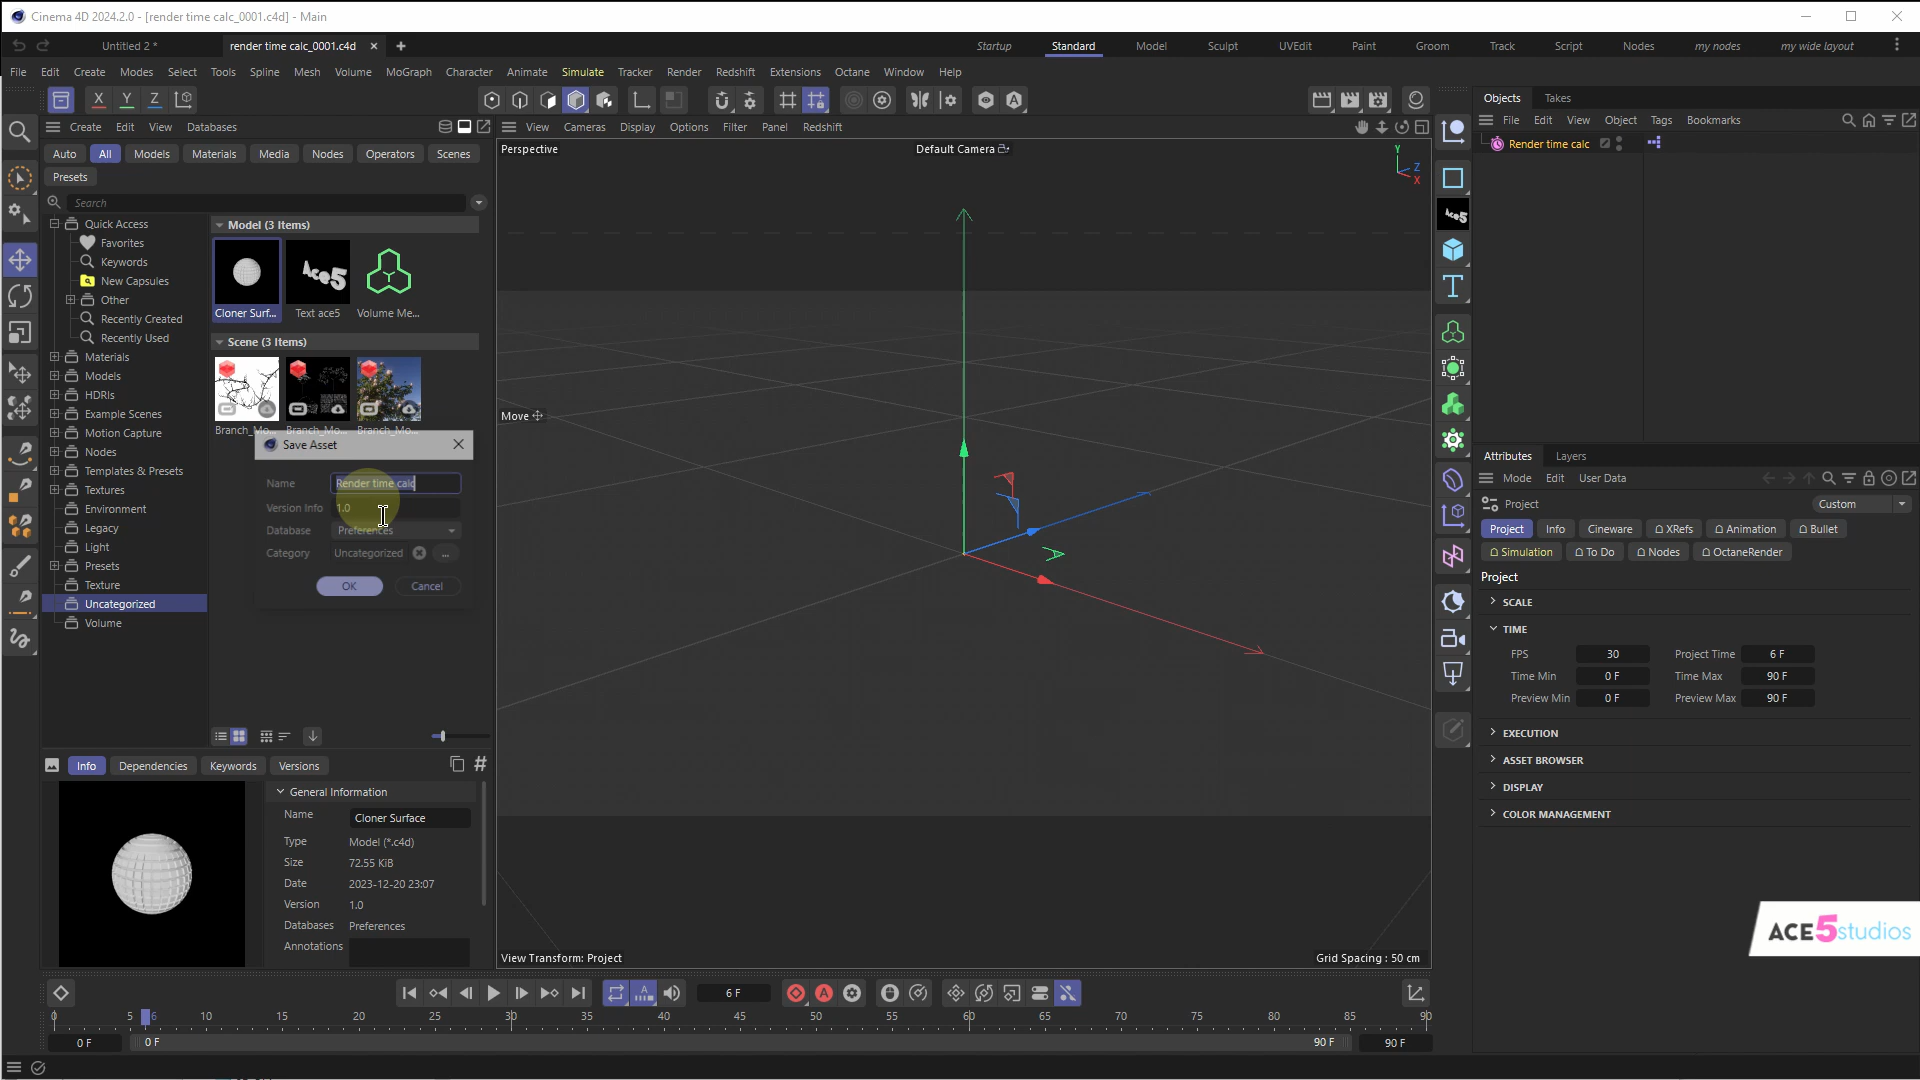 Cinema 4D 2024.2.0 - [render time calc_0001.c4d] - Main
Untitled 2 * render time calc_0001.c4d Startup Standard Model Sculpt UVEdit Paint Groom Track Script Nodes my nodes my wide layout
File Edit Create Modes Select Tools Spline Mesh Volume MoGraph Character Animate Simulate Tracker Render Redshift Extensions Octane Window Help
X Y Z
Create Edit View Databases
Auto All Models Materials Media Nodes Operators Scenes
Presets
Search
Quick Access
Favorites
Keywords
New Capsules
Other
Recently Created
Recently Used
Materials
Models
HDRIs
Example Scenes
Motion Capture
Nodes
Templates & Presets
Textures
Environment
Legacy
Light
Presets
Texture
Uncategorized
Volume
Model (3 Items)
Ace5
Cloner Surf... Text ace5 Volume Me...
Scene (3 Items)
Branch_Mo... Branch_Mo... Branch_Mo...
Save Asset
Name Render time calc
Version Info 1.0
Database Preferences
Category Uncategorized ...
OK Cancel
Info Dependencies Keywords Versions
General Information
Name Cloner Surface
Type Model (*.c4d)
Size 72.55 KiB
Date 2023-12-20 23:07
Version 1.0
Databases Preferences
Annotations
View Cameras Display Options Filter Panel Redshift
Perspective Default Camera
Y
Z
X
Move
View Transform: Project Grid Spacing : 50 cm
Ace5
T
Objects Takes
File Edit View Object Tags Bookmarks
Render time calc
Attributes Layers
Mode Edit User Data
Project Custom
Project Info Cineware XRefs Animation Bullet
Simulation To Do Nodes OctaneRender
Project
SCALE
TIME
FPS 30 Project Time 6 F
Time Min 0 F Time Max 90 F
Preview Min 0 F Preview Max 90 F
EXECUTION
ASSET BROWSER
DISPLAY
COLOR MANAGEMENT
ACE5studios
6 F
0 5 6 10 15 20 25 30 35 40 45 50 55 60 65 70 75 80 85 90
0 F 0 F 90 F 90 F